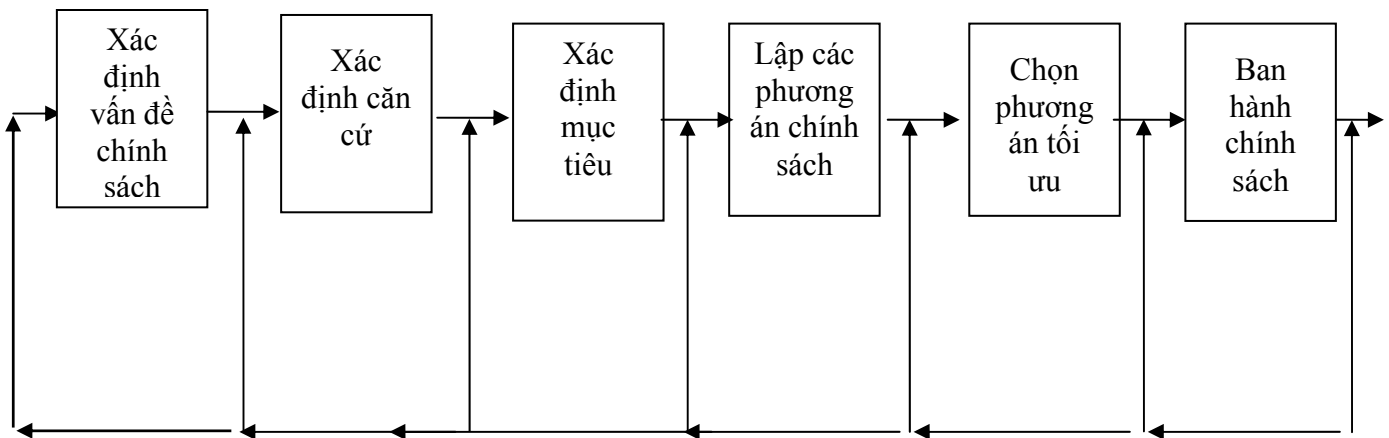 Xác
định
vấn đề
chính
sách
Xác
định căn
cứ
Xác
định
mục
tiêu
Lập các
phương
án chính
sách
Chọn
phương
án tối
ưu
Ban
hành
chính
sách